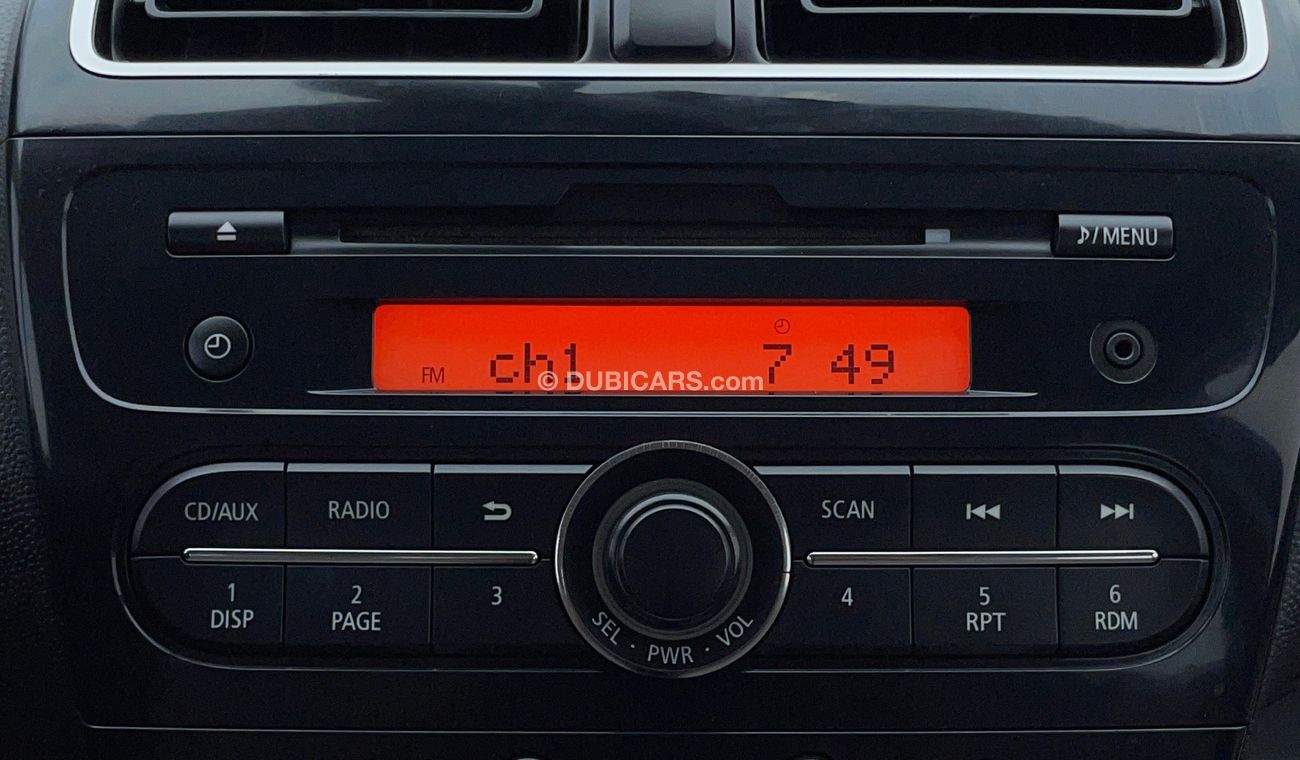 ♪/MENU
FM ch1 7 49
© DUBICARS.com
CD/AUX RADIO SCAN
1 2 3 4 5 6
DISP PAGE RPT RDM
SEL · PWR · VOL